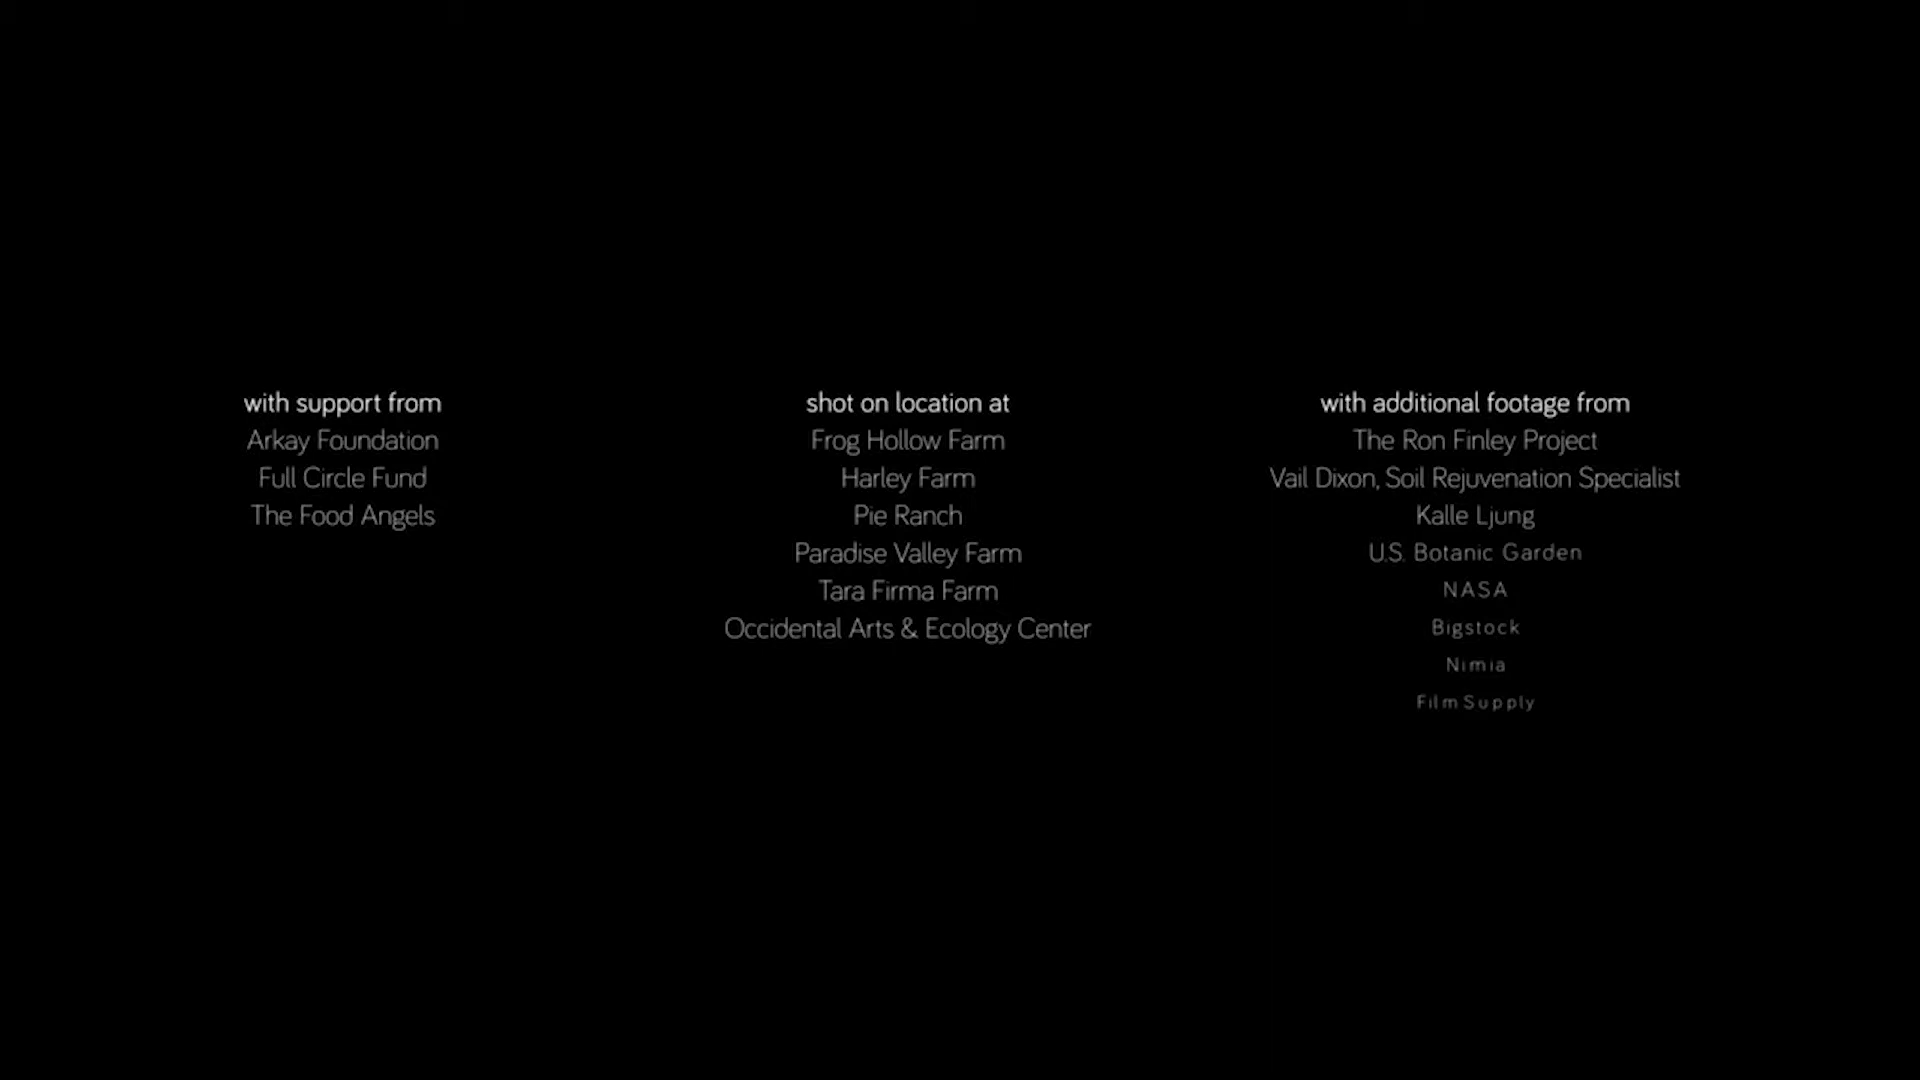 with support from
Arkay Foundation
Full Circle Fund
The Food Angels
shot on location at
Frog Hollow Farm
Harley Farm
Pie Ranch
Paradise Valley Farm
Tara Firma Farm
Occidental Arts & Ecology Center
with additional footage from
The Ron Finley Project
Vail Dixon, Soil Rejuvenation Specialist
Kalle Ljung
U.S. Botanic Garden
NASA
Bigstock
Nimia
FilmSupply